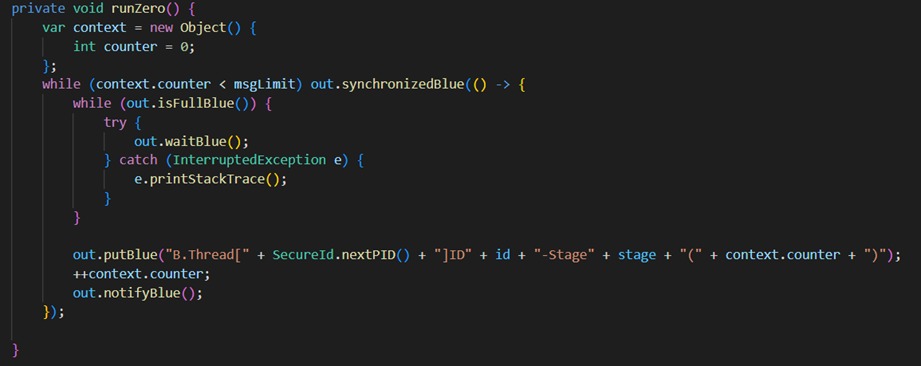 private void runZero() {
    var context = new Object() {
        int counter = 0;
    };
    while (context.counter < msgLimit) out.synchronizedBlue(() -> {
        while (out.isFullBlue()) {
            try {
                out.waitBlue();
            } catch (InterruptedException e) {
                e.printStackTrace();
            }
        }

        out.putBlue("B.Thread[" + SecureId.nextPID() + "]ID" + id + "-Stage" + stage + "(" + context.counter + ")");
        ++context.counter;
        out.notifyBlue();
    });

}